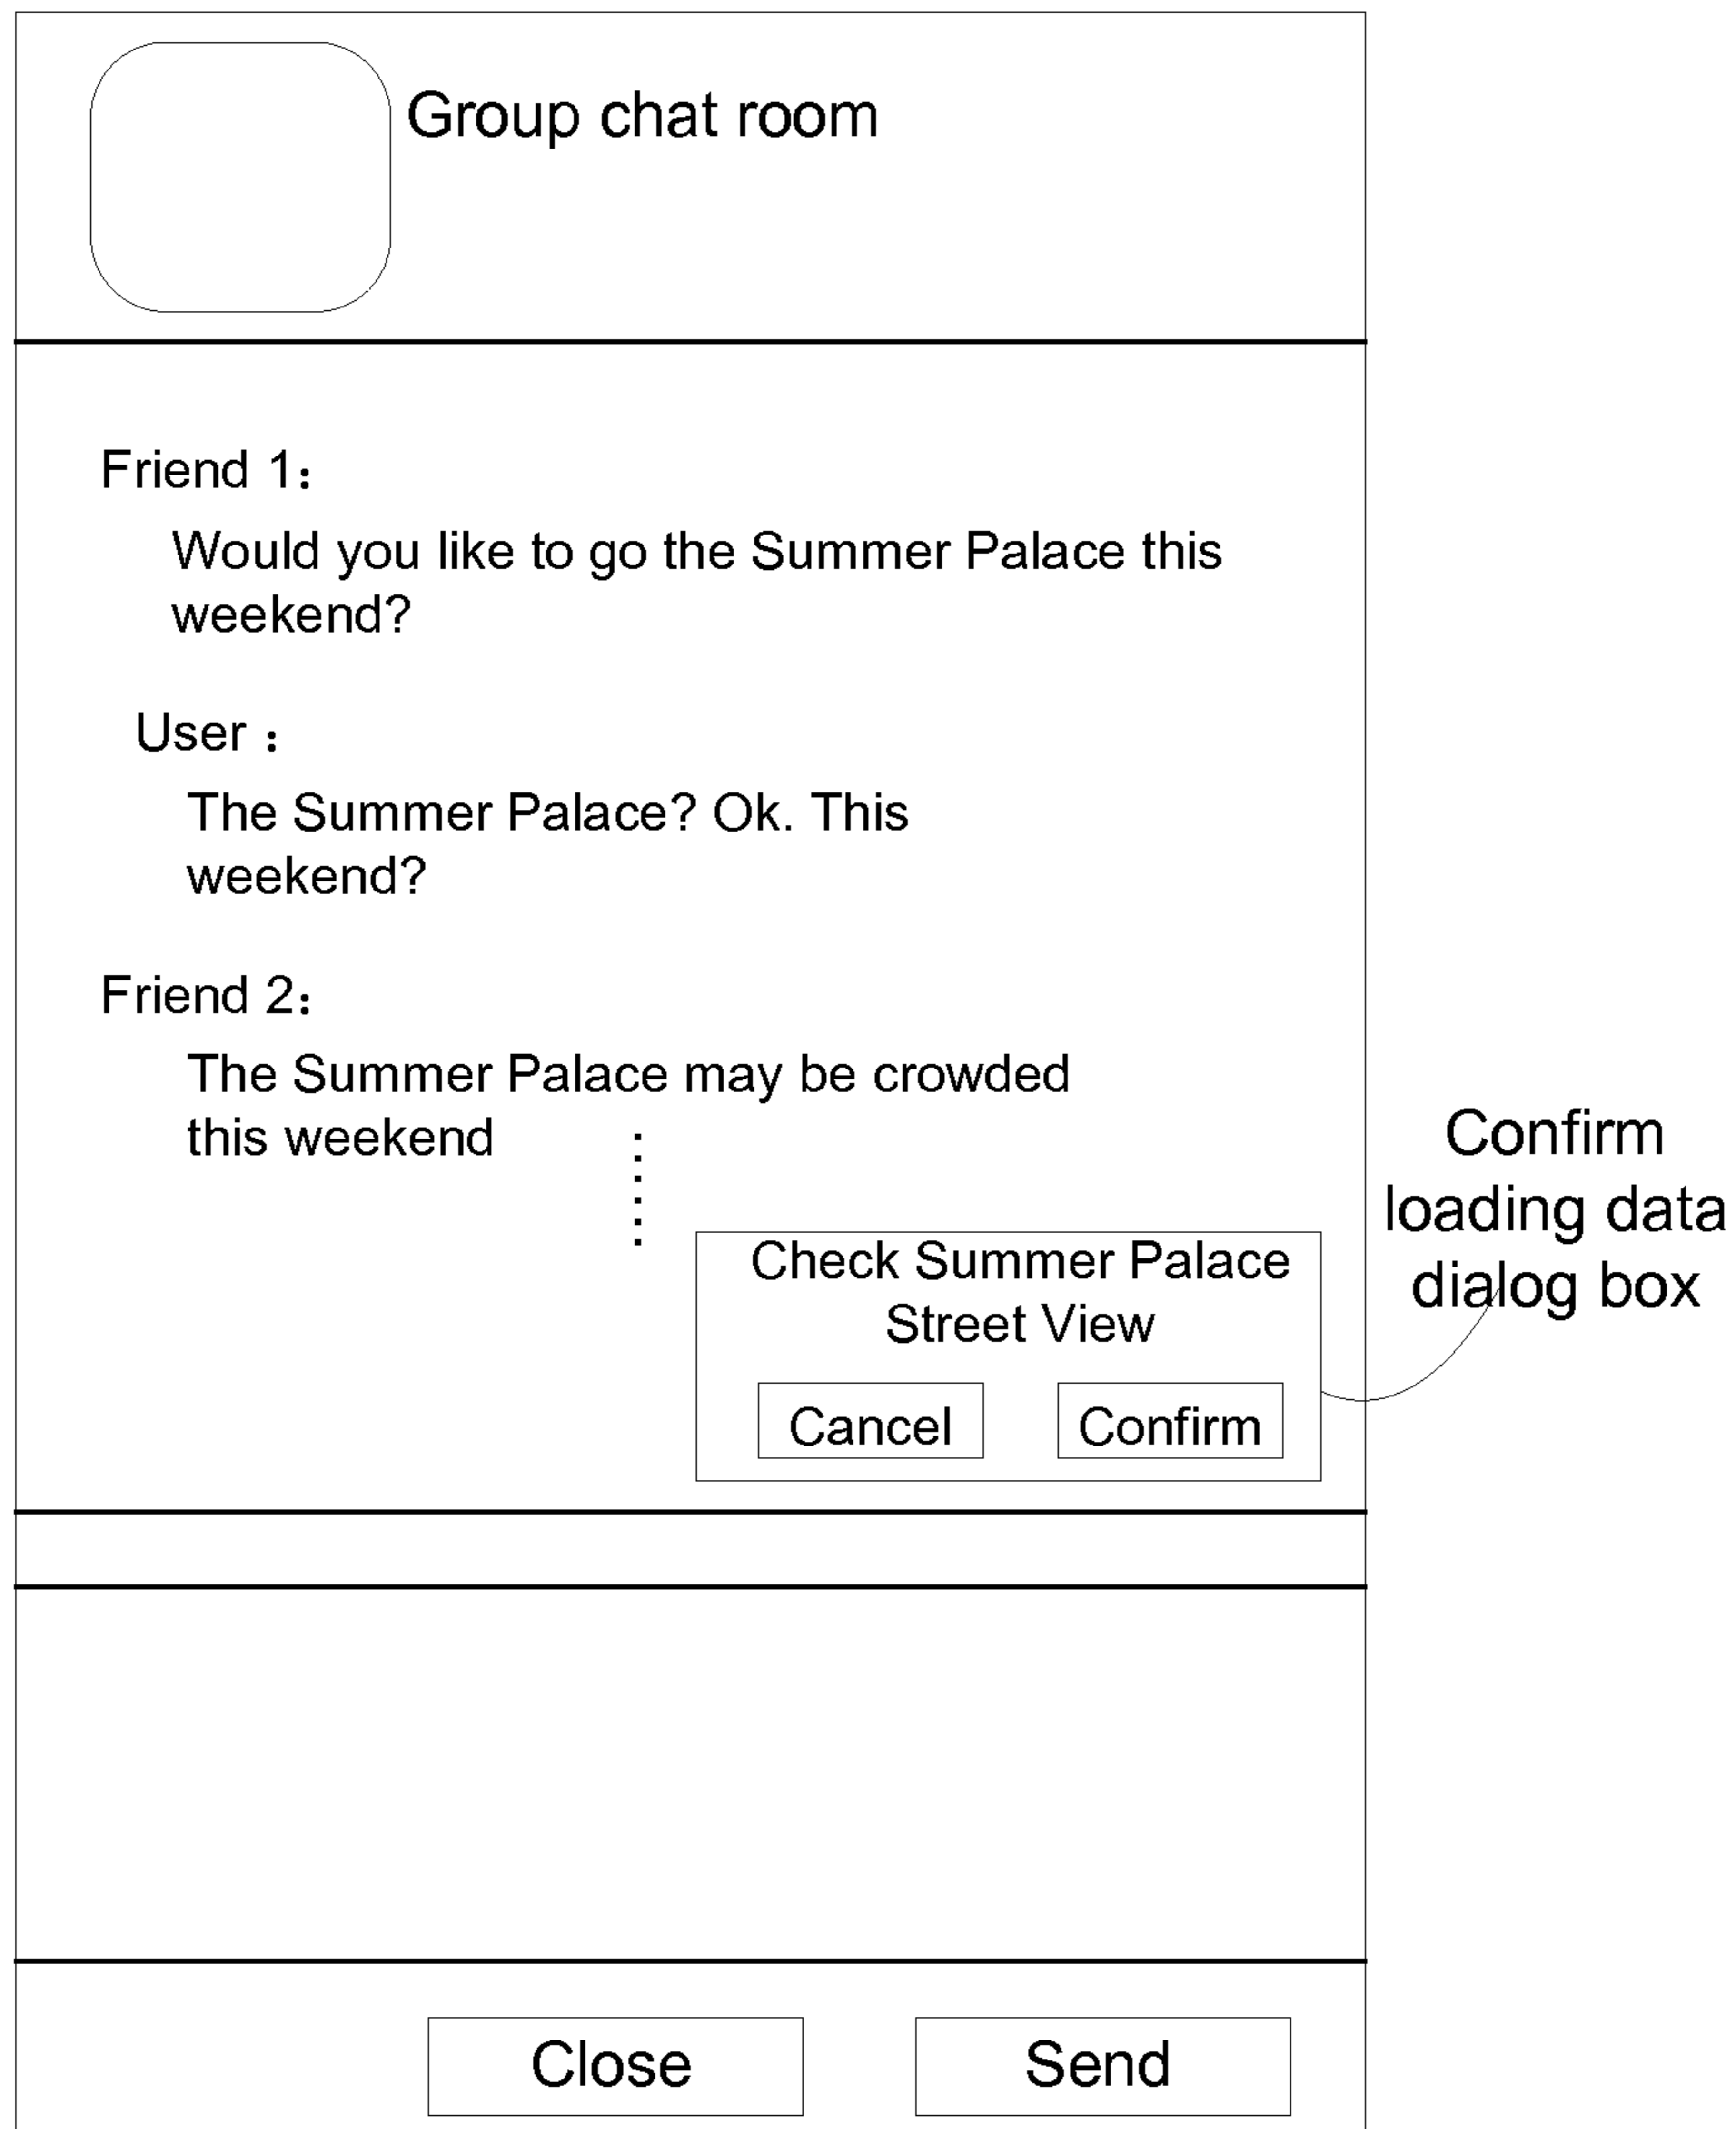 Group chat room
Friend 1：
Would you like to go the Summer Palace this
weekend?
User：
The Summer Palace? Ok. This
weekend?
Friend 2：
The Summer Palace may be crowded
this weekend
Check Summer Palace
Street View
Cancel
Confirm
Confirm
loading data
dialog box
Close
Send